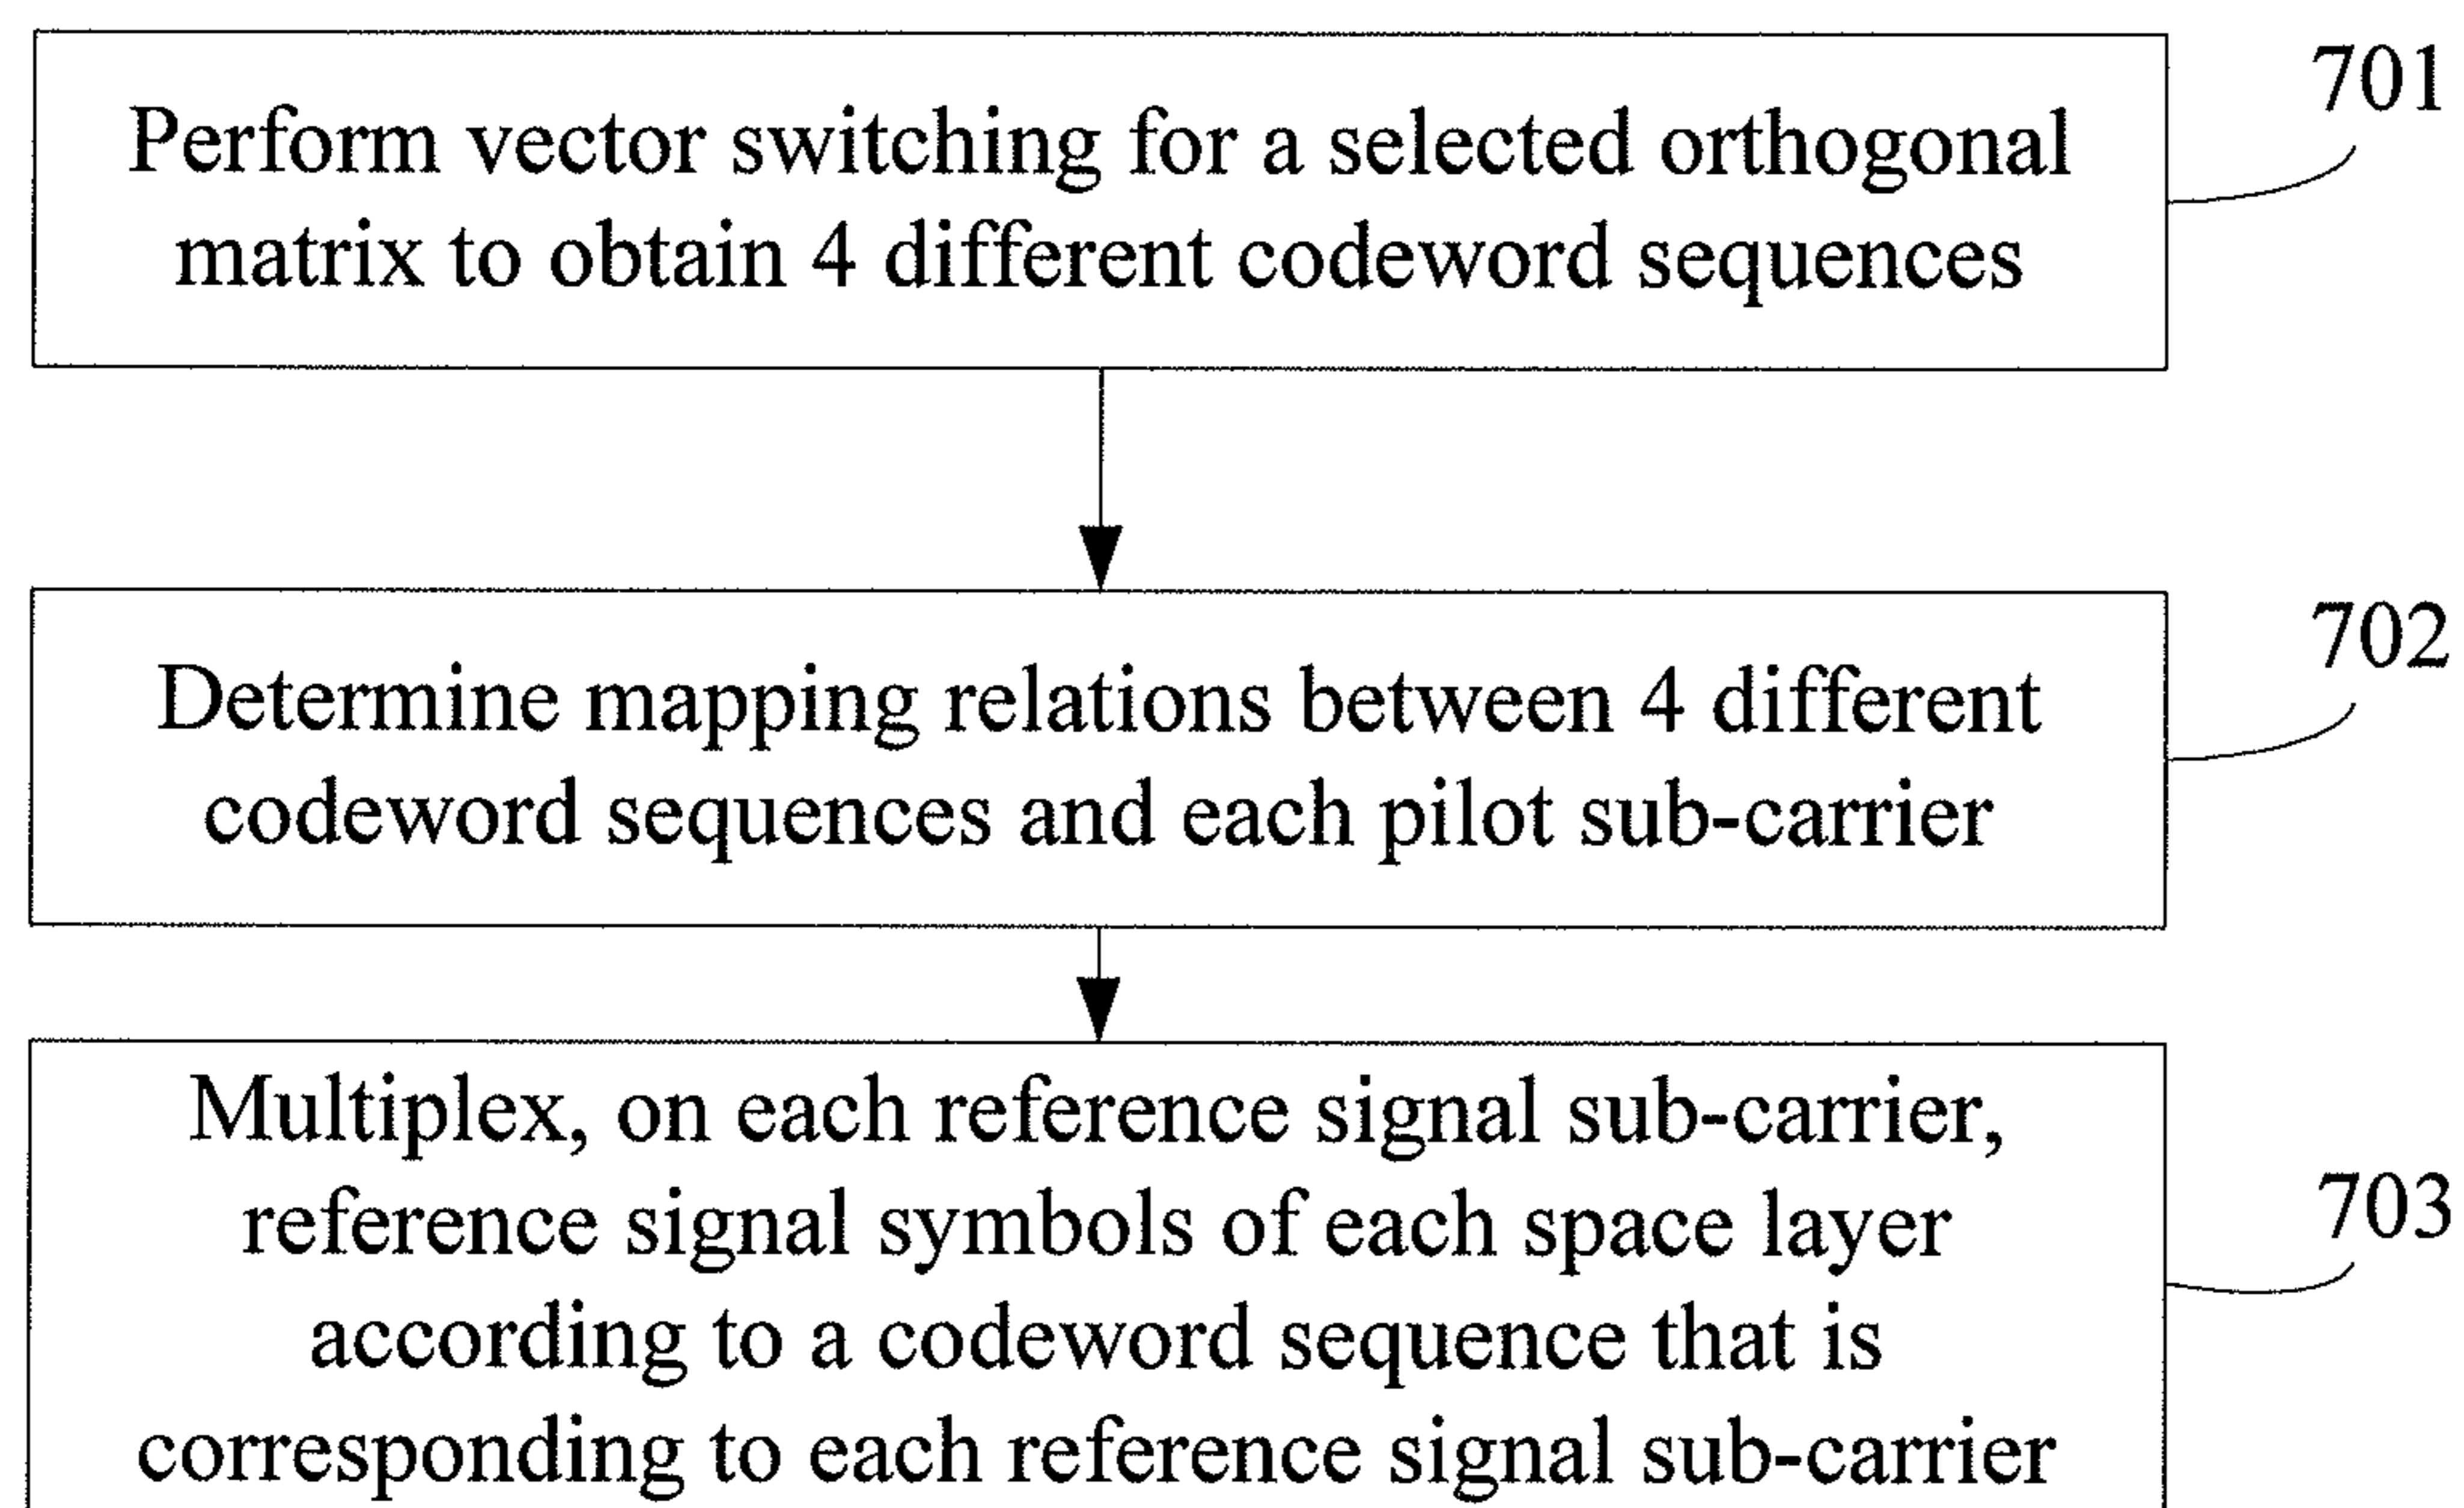 701
Perform vector switching for a selected orthogonal
matrix to obtain 4 different codeword sequences
702
Determine mapping relations between 4 different
codeword sequences and each pilot sub-carrier
Multiplex, on each reference signal sub-carrier,
703
reference signal symbols of each space layer
according to a codeword sequence that is
corresponding to each reference signal sub-carrier